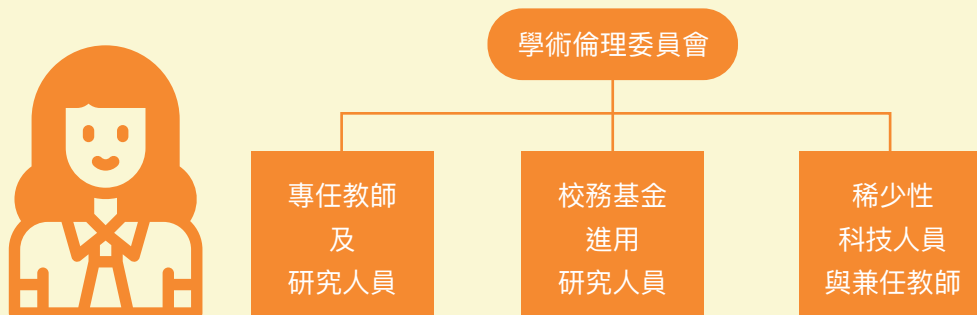 學術倫理委員會
專任教師
及
研究人員
校務基金
進用
研究人員
稀少性
科技人員
與兼任教師